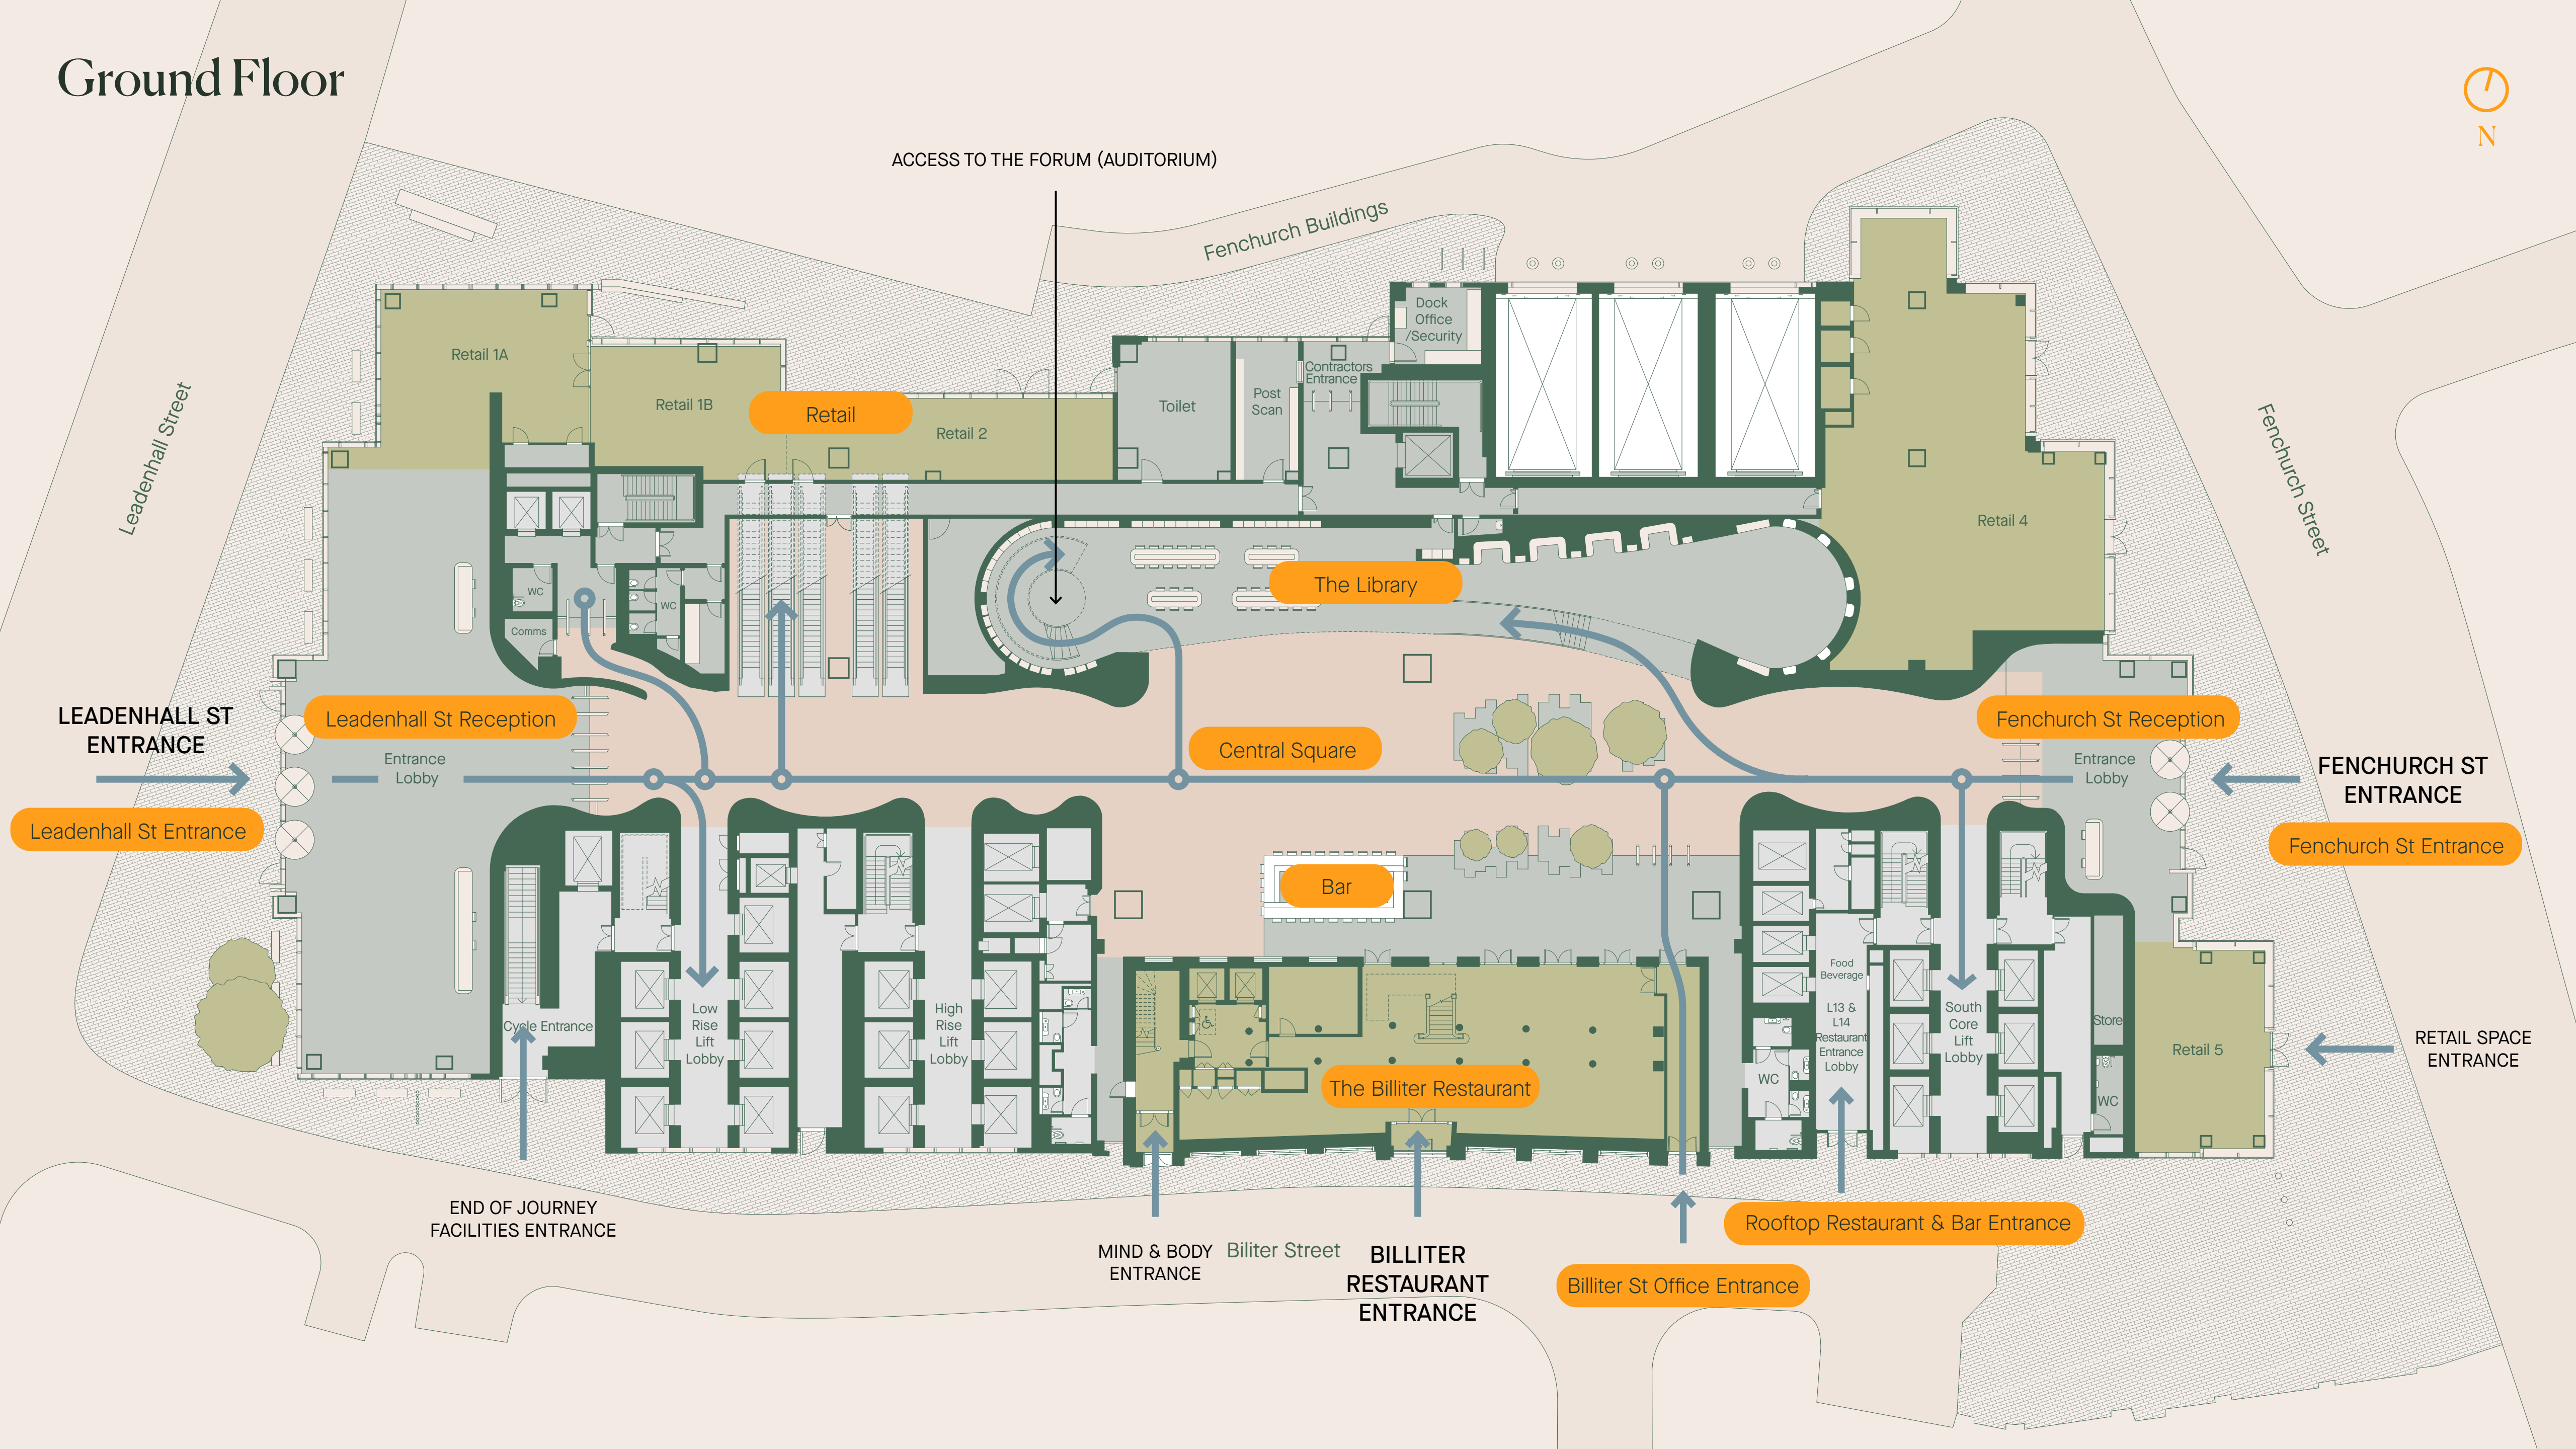 Ground Floor
N
ACCESS TO THE FORUM (AUDITORIUM)
Fenchurch Buildings
Leadenhall Street
Fenchurch Street
Dock
Office
/Security
Retail 1A
Retail 1B
Retail
Retail 2
Toilet
Post
Scan
Contractors
Entrance
Retail 4
The Library
WC
WC
Comms
LEADENHALL ST
ENTRANCE
Leadenhall St Reception
Entrance
Lobby
Leadenhall St Entrance
Central Square
Fenchurch St Reception
Entrance
Lobby
FENCHURCH ST
ENTRANCE
Fenchurch St Entrance
Bar
Cycle Entrance
Low
Rise
Lift
Lobby
High
Rise
Lift
Lobby
The Billiter Restaurant
Food
Beverage
L13 &
L14
Restaurant
Entrance
Lobby
WC
South
Core
Lift
Lobby
Store
WC
Retail 5
RETAIL SPACE
ENTRANCE
END OF JOURNEY
FACILITIES ENTRANCE
MIND & BODY
ENTRANCE
Biliter Street
BILLITER
RESTAURANT
ENTRANCE
Rooftop Restaurant & Bar Entrance
Billiter St Office Entrance